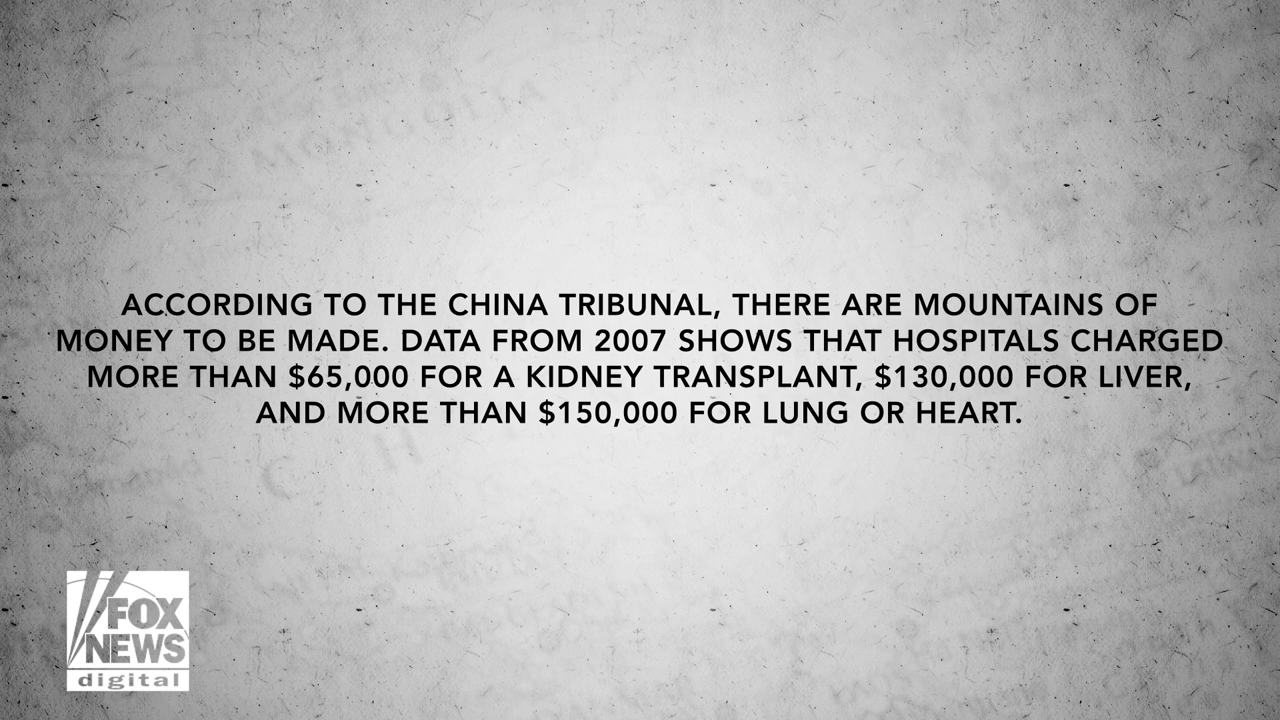 MONGOLIA
ACCORDING TO THE CHINA TRIBUNAL, THERE ARE MOUNTAINS OF
MONEY TO BE MADE. DATA FROM 2007 SHOWS THAT HOSPITALS CHARGED
MORE THAN $65,000 FOR A KIDNEY TRANSPLANT, $130,000 FOR LIVER,
AND MORE THAN $150,000 FOR LUNG OR HEART.
C H
FOX
NEWS
digital